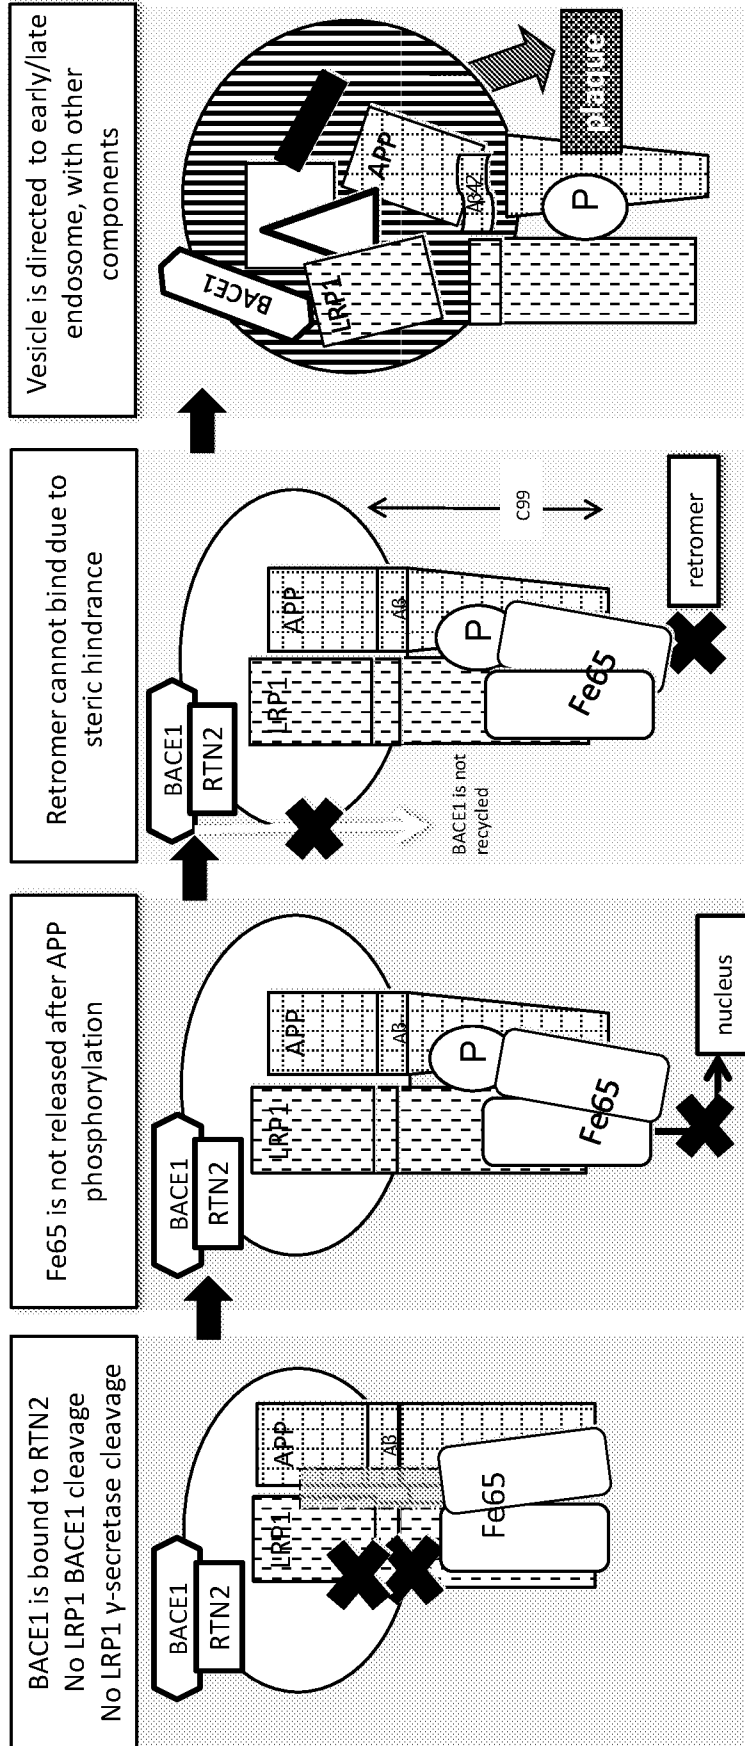 BACE1 is bound to RTN2
No LRP1 BACE1 cleavage
No LRP1 γ-secretase cleavage
BACE1
RTN2
LRP1
APP
Aβ
Fe65
Fe65 is not released after APP
phosphorylation
BACE1
RTN2
LRP1
APP
Aβ
P
Fe65
nucleus
Retromer cannot bind due to
steric hindrance
BACE1
RTN2
LRP1
APP
Aβ
P
Fe65
C99
BACE1 is not
recycled
retromer
Vesicle is directed to early/late
endosome, with other
components
BACE1
LRP1
APP
Aβ42
P
plaque